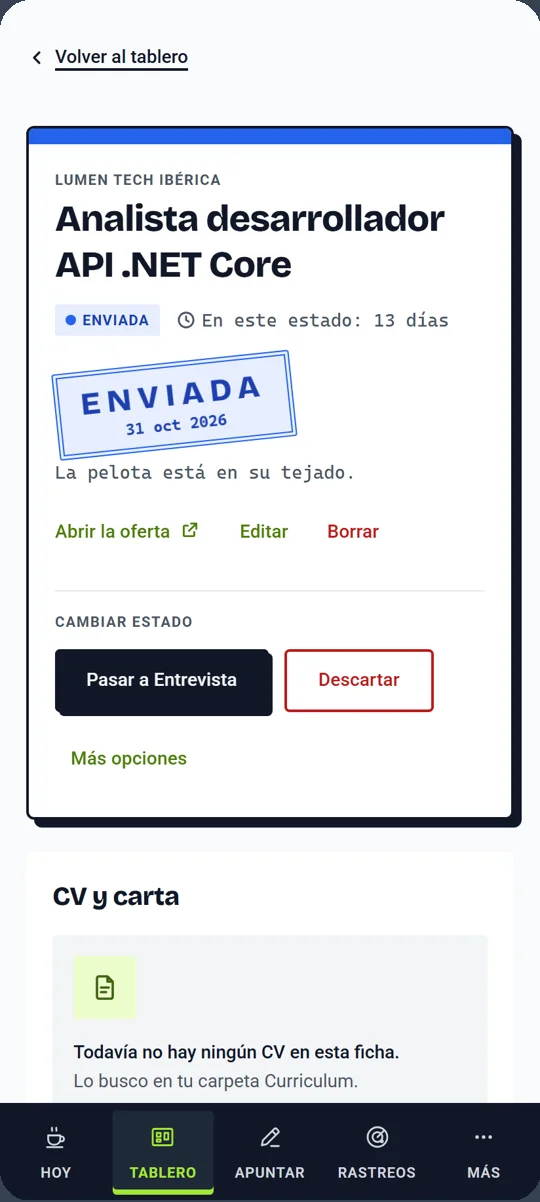 Volver al tablero
LUMEN TECH IBÉRICA
Analista desarrollador
API .NET Core
ENVIADA
En este estado: 13 días
ENVIADA
31 oct 2026
La pelota está en su tejado.
Abrir la oferta
Editar
Borrar
CAMBIAR ESTADO
Pasar a Entrevista
Descartar
Más opciones
CV y carta
Todavía no hay ningún CV en esta ficha.
Lo busco en tu carpeta Curriculum.
HOY
TABLERO
APUNTAR
RASTREOS
MÁS